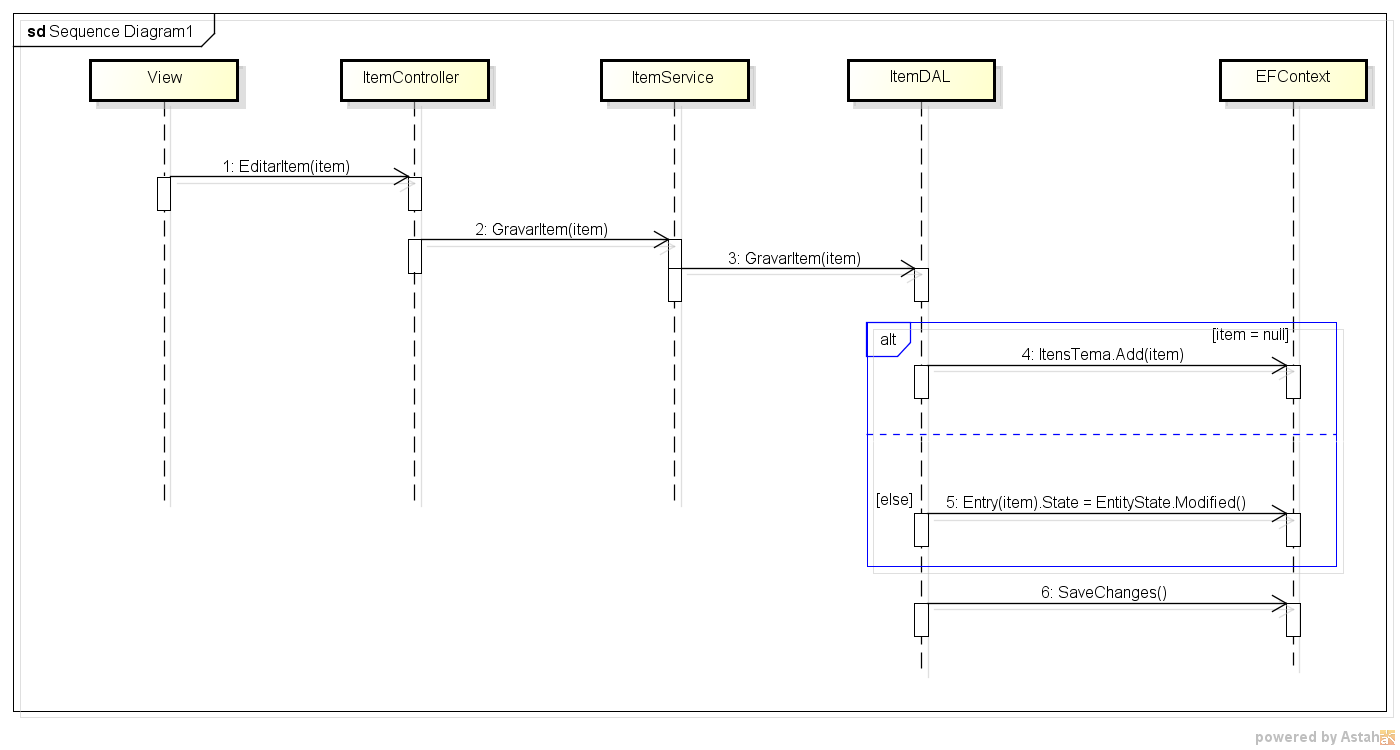 sd Sequence Diagram1
View
ItemController
ItemService
ItemDAL
EFContext
1: EditarItem(item)
2: GravarItem(item)
3: GravarItem(item)
alt
[item = null]
4: ItensTema.Add(item)
[else]
5: Entry(item).State = EntityState.Modified()
6: SaveChanges()
powered by Astah